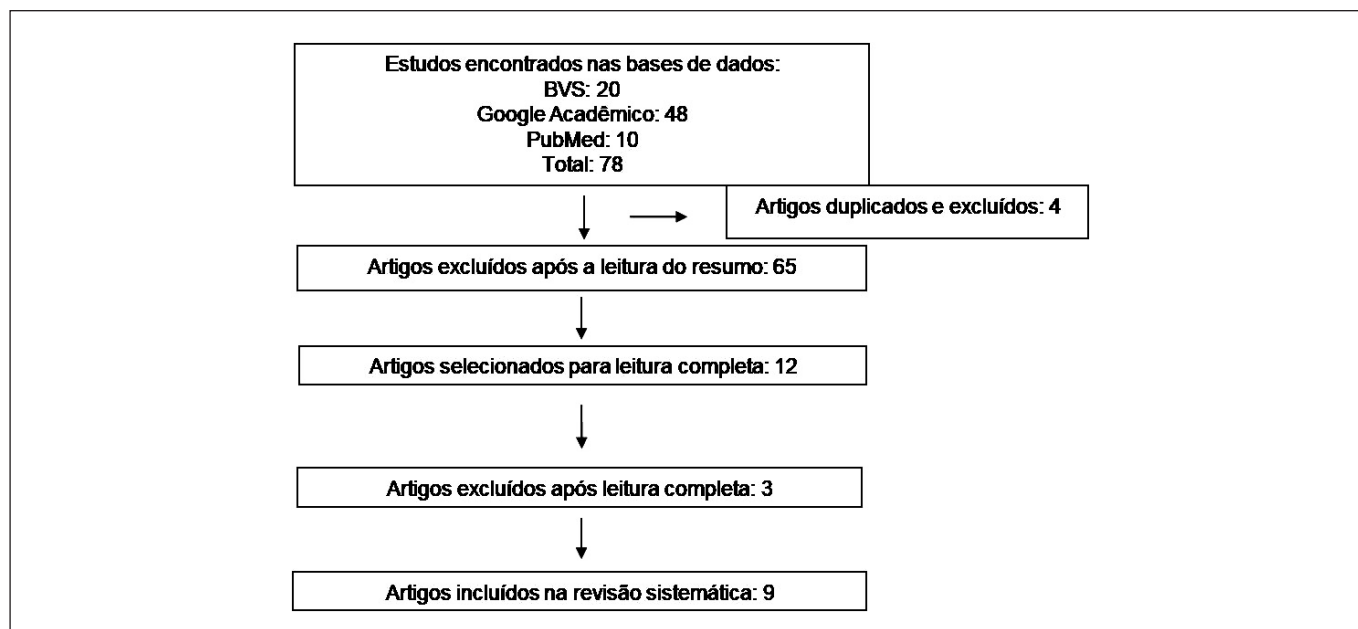 Estudos encontrados nas bases de dados:
BVS: 20
Google Acadêmico: 48
PubMed: 10
Total: 78
Artigos duplicados e excluídos: 4
Artigos excluídos após a leitura do resumo: 65
Artigos selecionados para leitura completa: 12
Artigos excluídos após leitura completa: 3
Artigos incluídos na revisão sistemática: 9